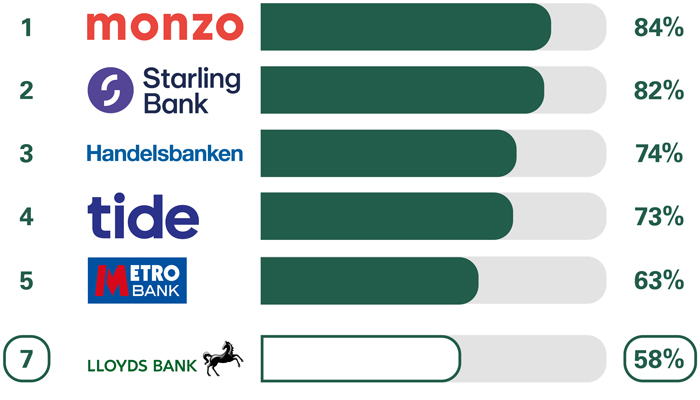 1 monzo 84%
2 Starling Bank 82%
3 Handelsbanken 74%
4 tide 73%
5 METRO BANK 63%
7 LLOYDS BANK 58%